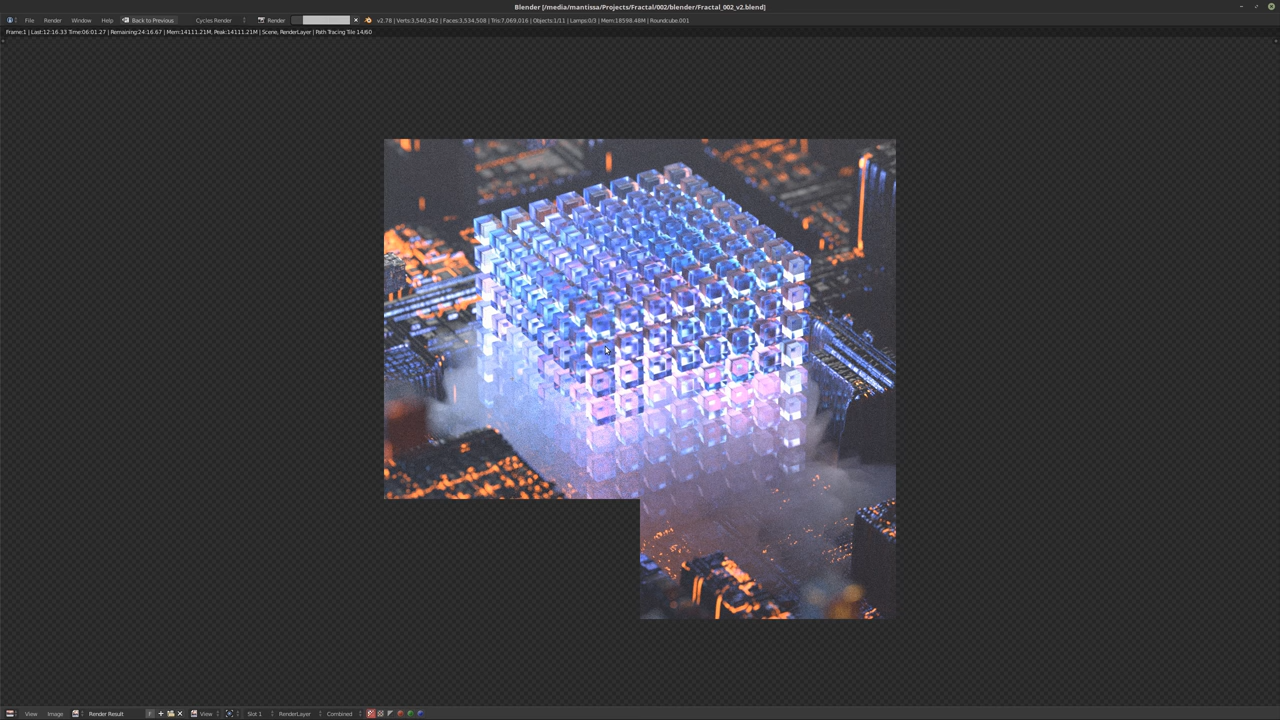 Blender [/media/mantissa/Projects/Fractal/002/blender/Fractal_002_v2.blend]
File Render Window Help Back to Previous Cycles Render Render v2.78 | Verts:3,540,342 | Faces:3,534,508 | Tris:7,069,016 | Objects:1/11 | Lamps:0/3 | Mem:18598.48M | Roundcube.001
Frame:1 | Last:12:16.33 Time:06:01.27 | Remaining:24:16.67 | Mem:14111.21M, Peak:14111.21M | Scene, RenderLayer | Path Tracing Tile 14/60
View Image Render Result F View Slot 1 RenderLayer Combined